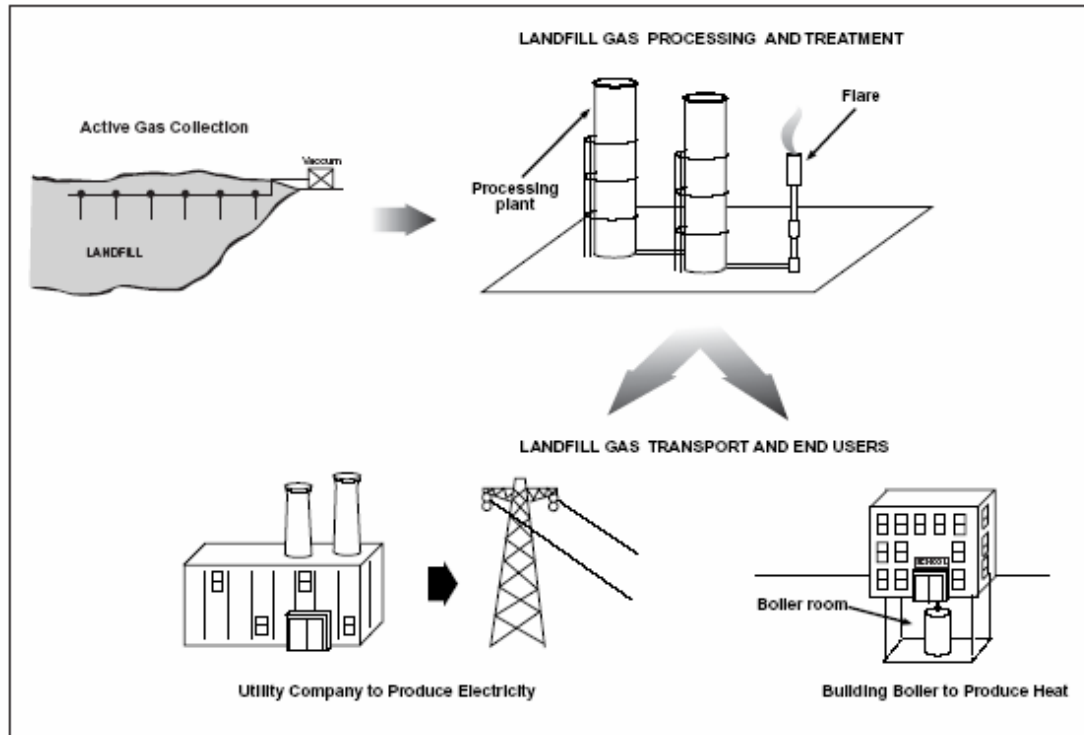 LANDFILL GAS PROCESSING AND TREATMENT
Active Gas Collection
Vaccum
LANDFILL
Processing
plant
Flare
LANDFILL GAS TRANSPORT AND END USERS
SCHOOL
Boiler room
Utility Company to Produce Electricity
Building Boiler to Produce Heat